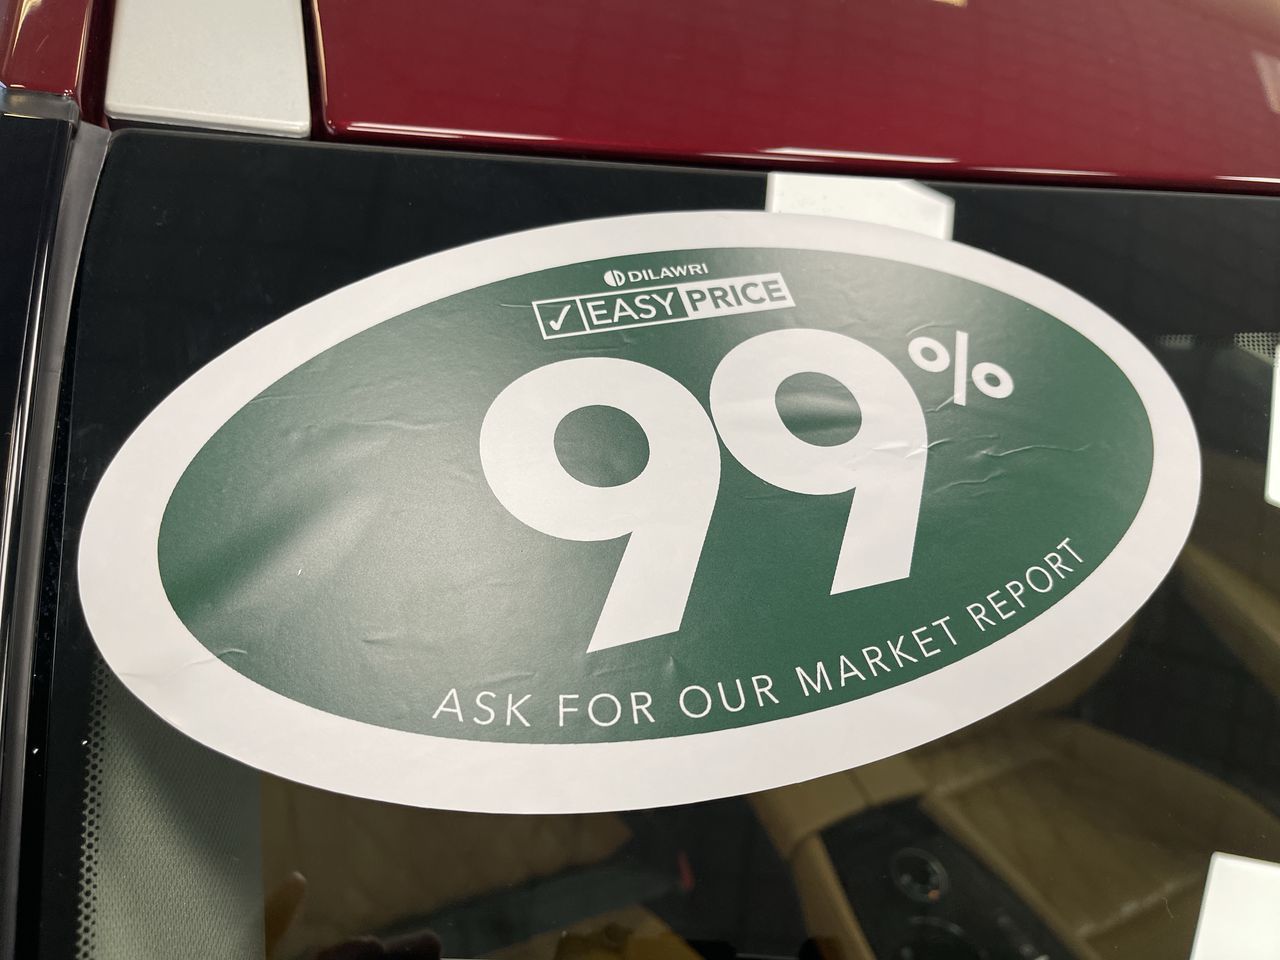 DILAWRI
✓ EASY PRICE
99%
ASK FOR OUR MARKET REPORT